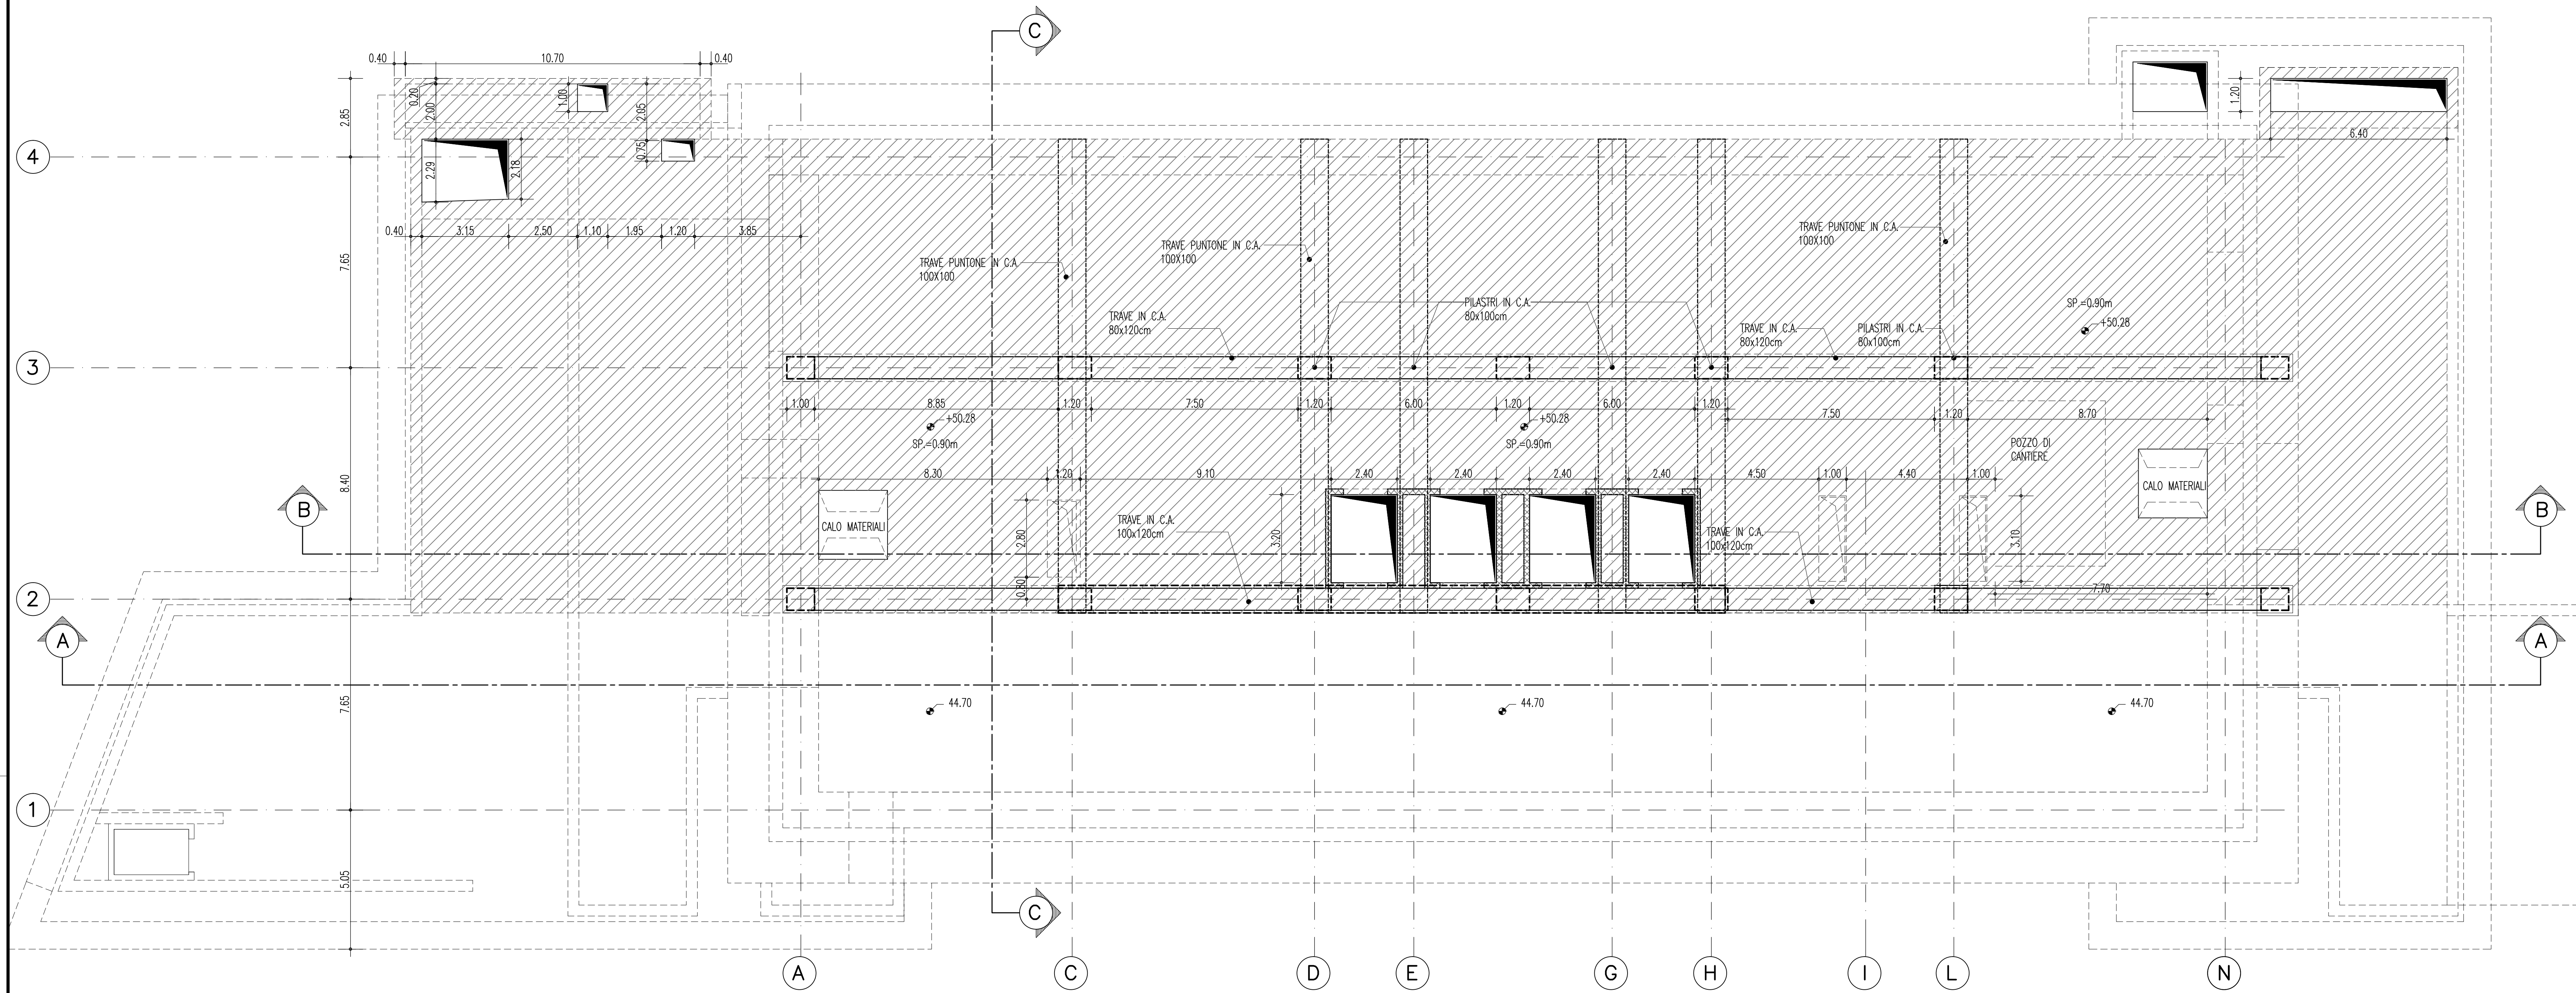 C
0.40
10.70
0.40
0.20
2.00
1.00
2.05
2.85
1.20
6.40
4
0.75
2.29
2.18
0.40
3.15
2.50
1.10
1.95
1.20
3.85
7.65
TRAVE PUNTONE IN C.A.
100X100
TRAVE PUNTONE IN C.A.
100X100
TRAVE PUNTONE IN C.A.
100X100
TRAVE IN C.A.
80x120cm
PILASTRI IN C.A.
80x100cm
TRAVE IN C.A.
80x120cm
PILASTRI IN C.A.
80x100cm
SP.=0.90m
+50.28
3
1.00
8.85
1.20
7.50
1.20
6.00
1.20
6.00
1.20
7.50
1.20
8.70
+50.28
SP.=0.90m
+50.28
SP.=0.90m
POZZO DI
CANTIERE
8.40
8.30
1.20
9.10
2.40
2.40
2.40
2.40
4.50
1.00
4.40
1.00
B
CALO MATERIALI
2.80
0.80
TRAVE IN C.A.
100x120cm
3.20
TRAVE IN C.A.
100x120cm
3.10
CALO MATERIALI
B
7.70
2
A
A
7.65
44.70
44.70
44.70
1
5.05
C
A
C
D
E
G
H
I
L
N